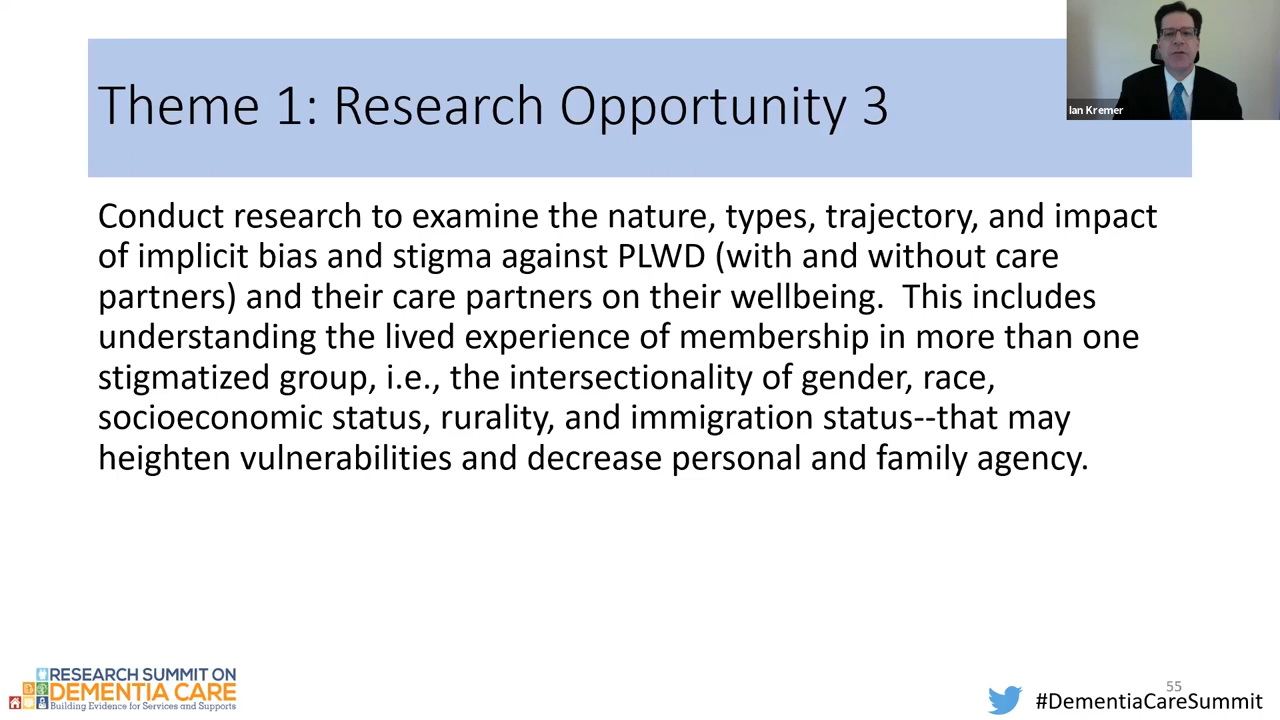 Theme 1: Research Opportunity 3
Ian Kremer
Conduct research to examine the nature, types, trajectory, and impact
of implicit bias and stigma against PLWD (with and without care
partners) and their care partners on their wellbeing.  This includes
understanding the lived experience of membership in more than one
stigmatized group, i.e., the intersectionality of gender, race,
socioeconomic status, rurality, and immigration status--that may
heighten vulnerabilities and decrease personal and family agency.
RESEARCH SUMMIT ON
DEMENTIA CARE
Building Evidence for Services and Supports
55
#DementiaCareSummit